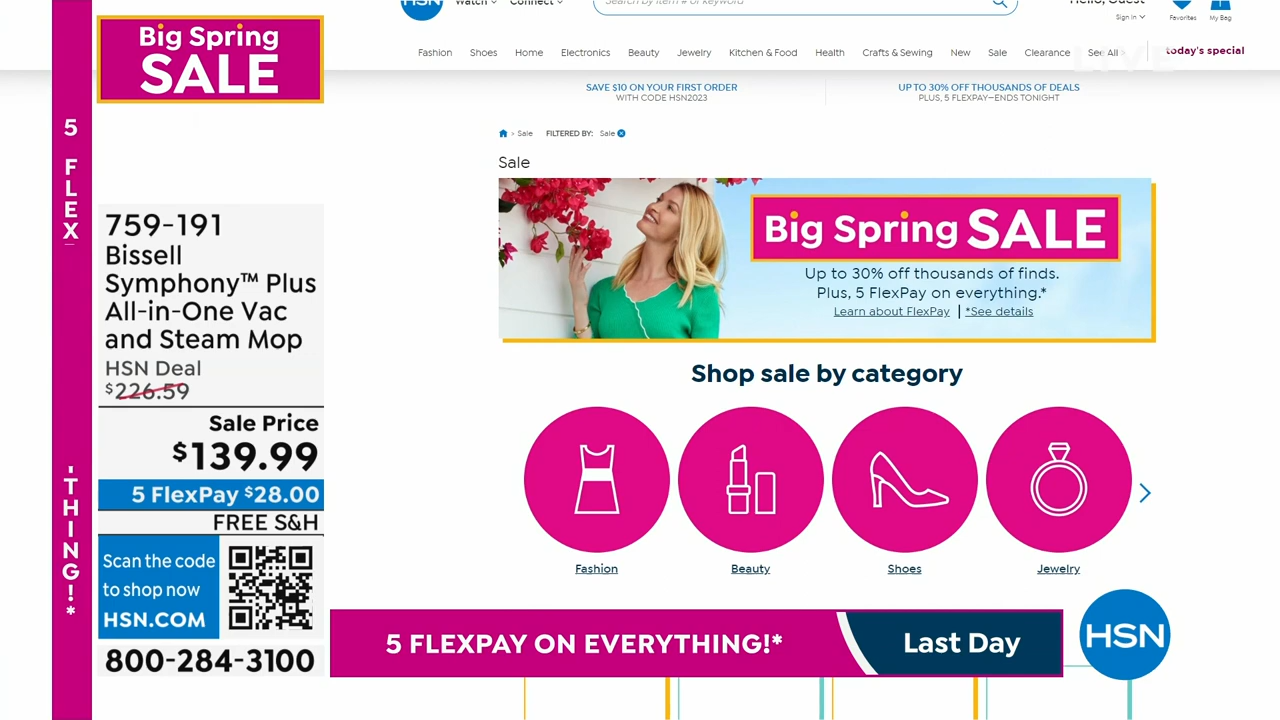 HSN
Watch
Connect
Search by item # or keyword
Hello, Guest
Sign in
Favorites
My Bag
Fashion
Shoes
Home
Electronics
Beauty
Jewelry
Kitchen & Food
Health
Crafts & Sewing
New
Sale
Clearance
See All >
today's special
LIVE
SAVE $10 ON YOUR FIRST ORDER
WITH CODE HSN2023
UP TO 30% OFF THOUSANDS OF DEALS
PLUS, 5 FLEXPAY—ENDS TONIGHT
> Sale
FILTERED BY: Sale
Sale
Big Spring SALE
Up to 30% off thousands of finds.
Plus, 5 FlexPay on everything.*
Learn about FlexPay | *See details
Shop sale by category
Fashion
Beauty
Shoes
Jewelry
Big Spring
SALE
5 FLEX
THING!*
759-191
Bissell
Symphony™ Plus
All-in-One Vac
and Steam Mop
HSN Deal
$226.59
Sale Price
$139.99
5 FlexPay $28.00
FREE S&H
Scan the code
to shop now
HSN.COM
800-284-3100
5 FLEXPAY ON EVERYTHING!*
Last Day
HSN